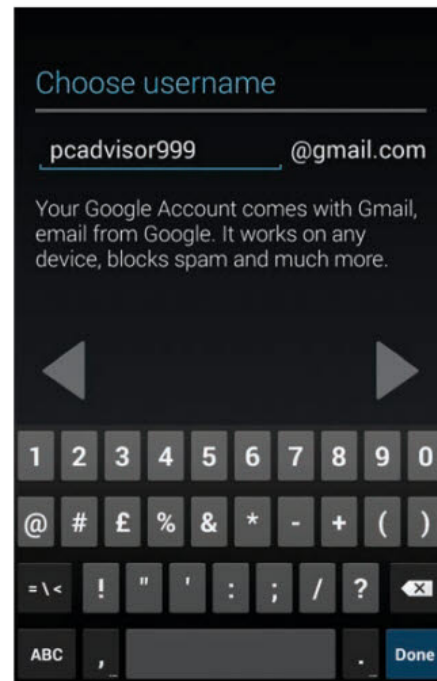 Choose username
pcadvisor999 @gmail.com
Your Google Account comes with Gmail,
email from Google. It works on any
device, blocks spam and much more.
1 2 3 4 5 6 7 8 9 0
@ # £ % & * - + ( )
=\< ! " ' : ; / ?
ABC , . Done